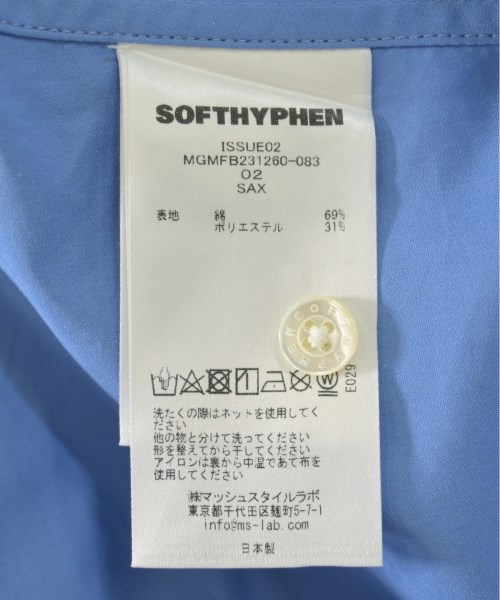 SOFTHYPHEN
ISSUE02
MGMFB231260-083
02
SAX
表地 綿 69%
ポリエステル 31%
E029
洗たくの際はネットを使用してく
ださい
他の物と分けて洗ってください
形を整えてから干してください
アイロンは裏から中温であて布を
使用してください
㈱マッシュスタイルラボ
東京都千代田区麹町5-7-1
info@ms-lab.com
日本製